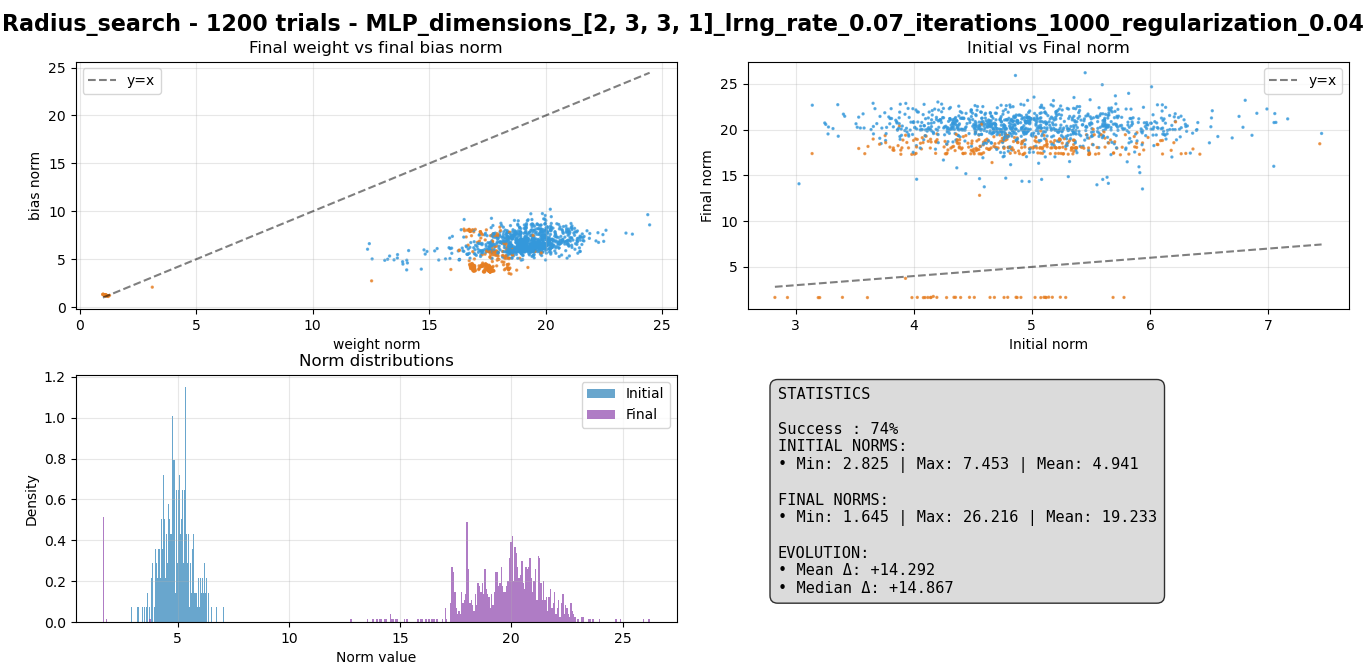 Radius_search - 1200 trials - MLP_dimensions_[2, 3, 3, 1]_lrng_rate_0.07_iterations_1000_regularization_0.04
Final weight vs final bias norm
25
20
15
10
5
0
bias norm
y=x
0 5 10 15 20 25
weight norm
Initial vs Final norm
25
20
15
10
5
Final norm
y=x
3 4 5 6 7
Initial norm
Norm distributions
1.2
1.0
0.8
0.6
0.4
0.2
0.0
Density
Initial
Final
5 10 15 20 25
Norm value
STATISTICS
Success : 74%
INITIAL NORMS:
• Min: 2.825 | Max: 7.453 | Mean: 4.941
FINAL NORMS:
• Min: 1.645 | Max: 26.216 | Mean: 19.233
EVOLUTION:
• Mean Δ: +14.292
• Median Δ: +14.867